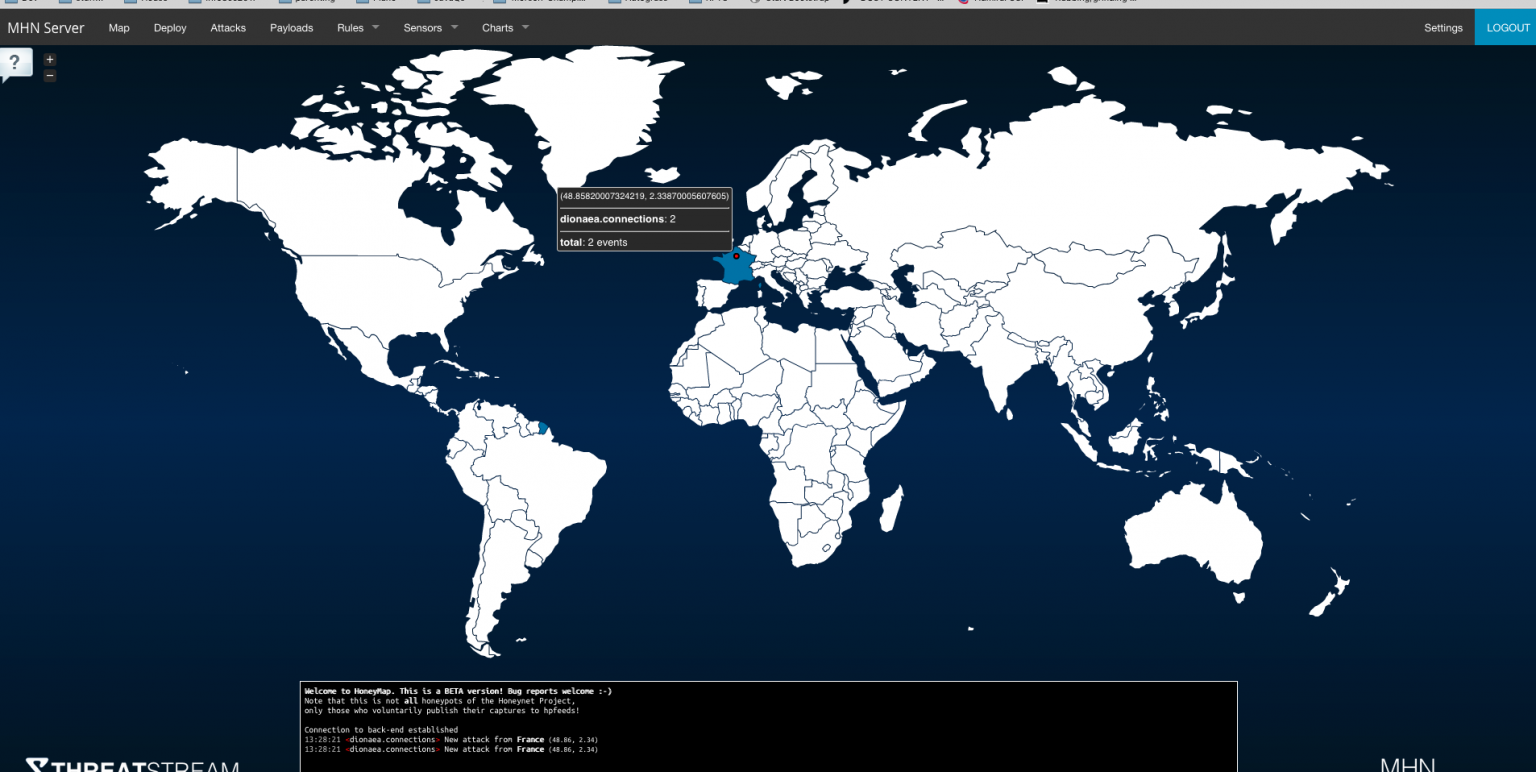 MHN Server Map Deploy Attacks Payloads Rules Sensors Charts Settings LOGOUT
?
+
−
(48.85820007324219, 2.33870005607605)
dionaea.connections: 2
total: 2 events
Welcome to HoneyMap. This is a BETA version! Bug reports welcome :-)
Note that this is not all honeypots of the Honeynet Project,
only those who voluntarily publish their captures to hpfeeds!
Connection to back-end established
13:28:21 <dionaea.connections> New attack from France (48.86, 2.34)
13:28:21 <dionaea.connections> New attack from France (48.86, 2.34)
THREATSTREAM
MHN